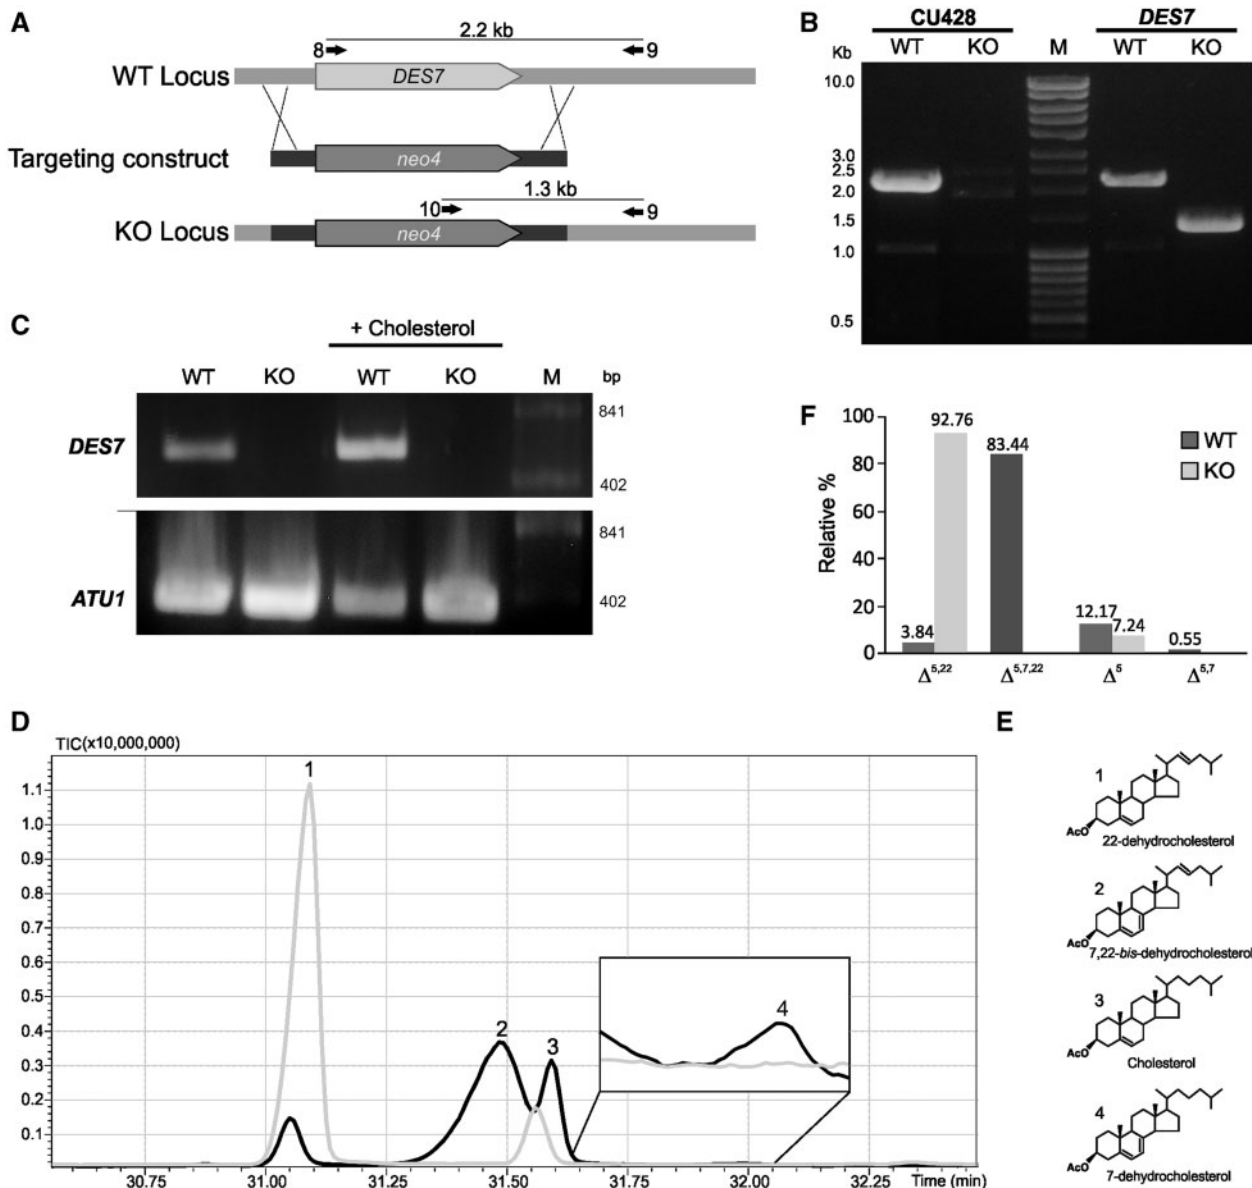 A
2.2 kb
8
9
WT Locus
DES7
Targeting construct
neo4
1.3 kb
10
9
KO Locus
neo4
B
CU428
DES7
Kb
WT
KO
M
WT
KO
10.0
3.0
2.5
2.0
1.5
1.0
0.5
C
+ Cholesterol
WT
KO
WT
KO
M
bp
DES7
841
402
ATU1
841
402
F
Relative %
100
80
60
40
20
0
92.76
83.44
3.84
12.17
7.24
0.55
WT
KO
Δ5,22
Δ5,7,22
Δ5
Δ5,7
D
TIC(x10,000,000)
1.1
1.0
0.9
0.8
0.7
0.6
0.5
0.4
0.3
0.2
0.1
1
2
3
4
30.75
31.00
31.25
31.50
31.75
32.00
32.25
Time (min)
E
1
AcO
22-dehydrocholesterol
2
AcO
7,22-bis-dehydrocholesterol
3
AcO
Cholesterol
4
AcO
7-dehydrocholesterol